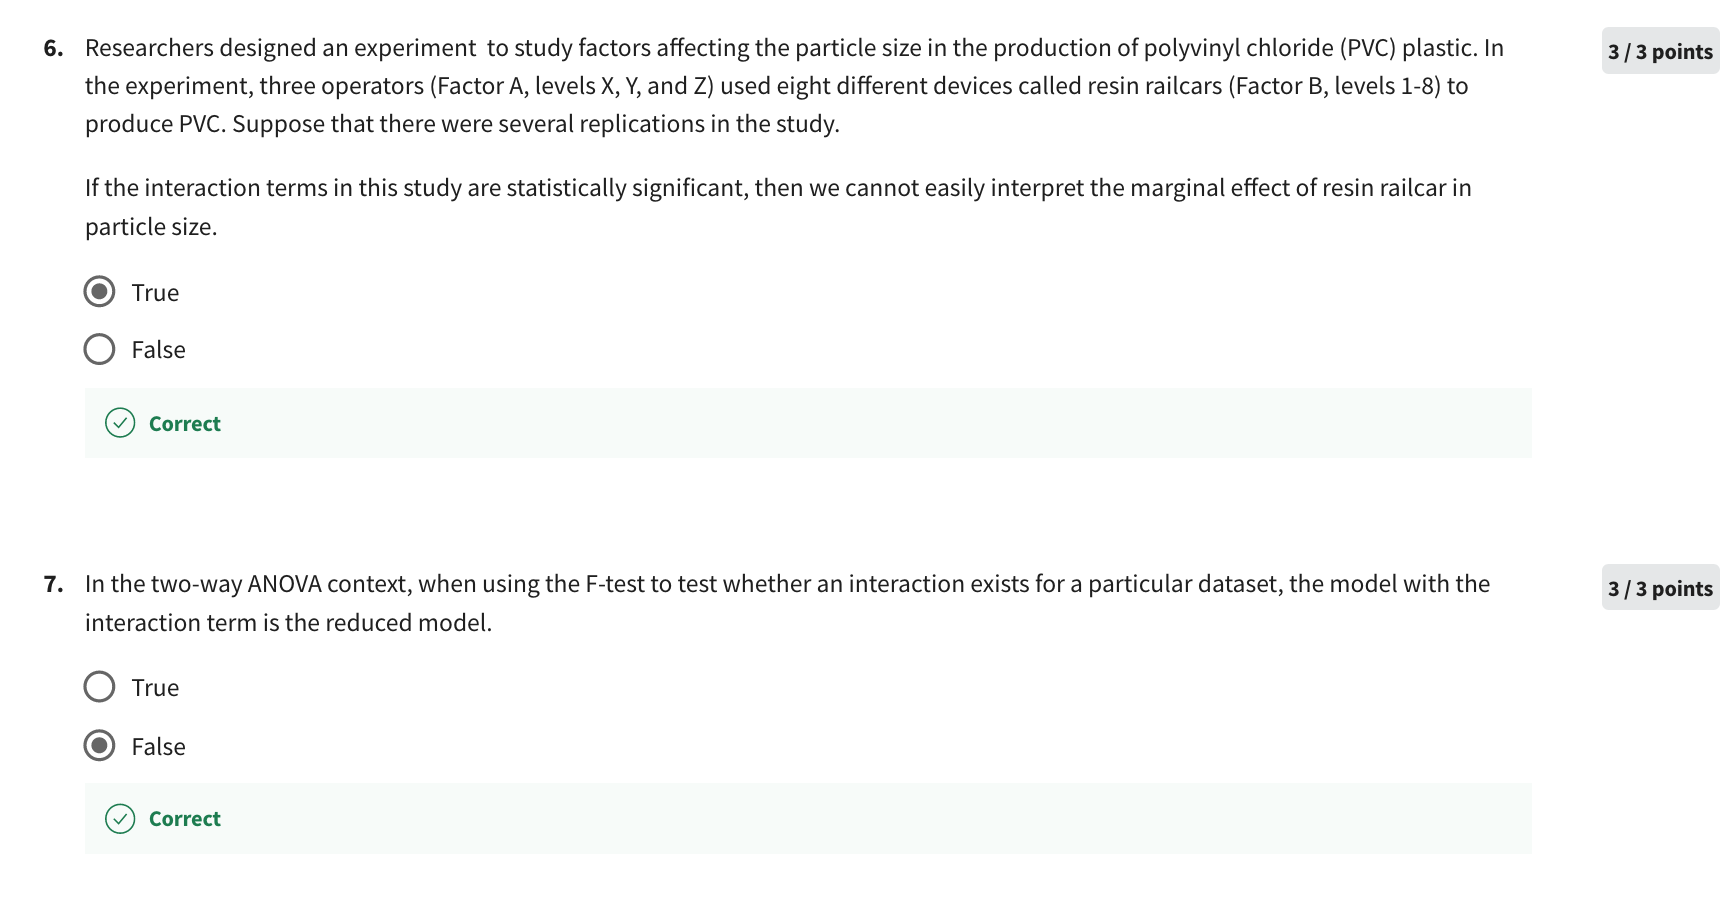 6. Researchers designed an experiment  to study factors affecting the particle size in the production of polyvinyl chloride (PVC) plastic. In
3 / 3 points
the experiment, three operators (Factor A, levels X, Y, and Z) used eight different devices called resin railcars (Factor B, levels 1-8) to
produce PVC. Suppose that there were several replications in the study.
If the interaction terms in this study are statistically significant, then we cannot easily interpret the marginal effect of resin railcar in
particle size.
True
False
Correct
7. In the two-way ANOVA context, when using the F-test to test whether an interaction exists for a particular dataset, the model with the
3 / 3 points
interaction term is the reduced model.
True
False
Correct